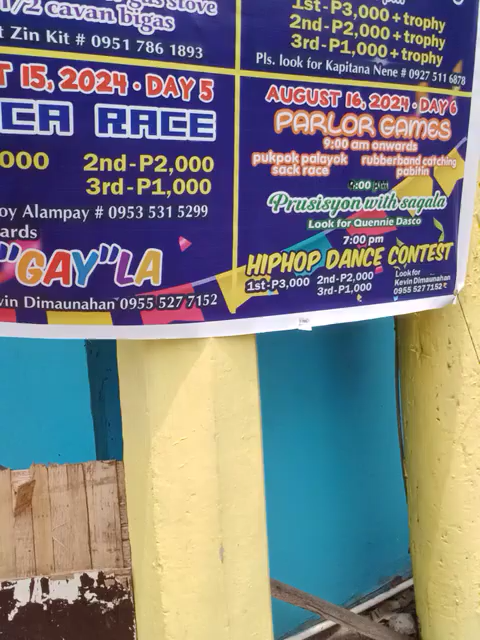 gas stove
1/2 cavan bigas
t Zin Kit # 0951 786 1893
1st-P3,000 + trophy
2nd-P2,000 + trophy
3rd-P1,000 + trophy
Pls. look for Kapitana Nene # 0927 511 6878
T 15, 2024 • DAY 5
CA RACE
000 2nd-P2,000
3rd-P1,000
oy Alampay # 0953 531 5299
ards
"GAY"LA
vin Dimaunahan 0955 527 7152
AUGUST 16, 2024 • DAY 6
PARLOR GAMES
9:00 am onwards
pukpok palayok rubberband catching
sack race pabitin
Prusisyon with sagala
Look for Quennie Dasco
7:00 pm
HIPHOP DANCE CONTEST
1st-P3,000 2nd-P2,000
3rd-P1,000
Look for
Kevin Dimaunahan
0955 527 7152